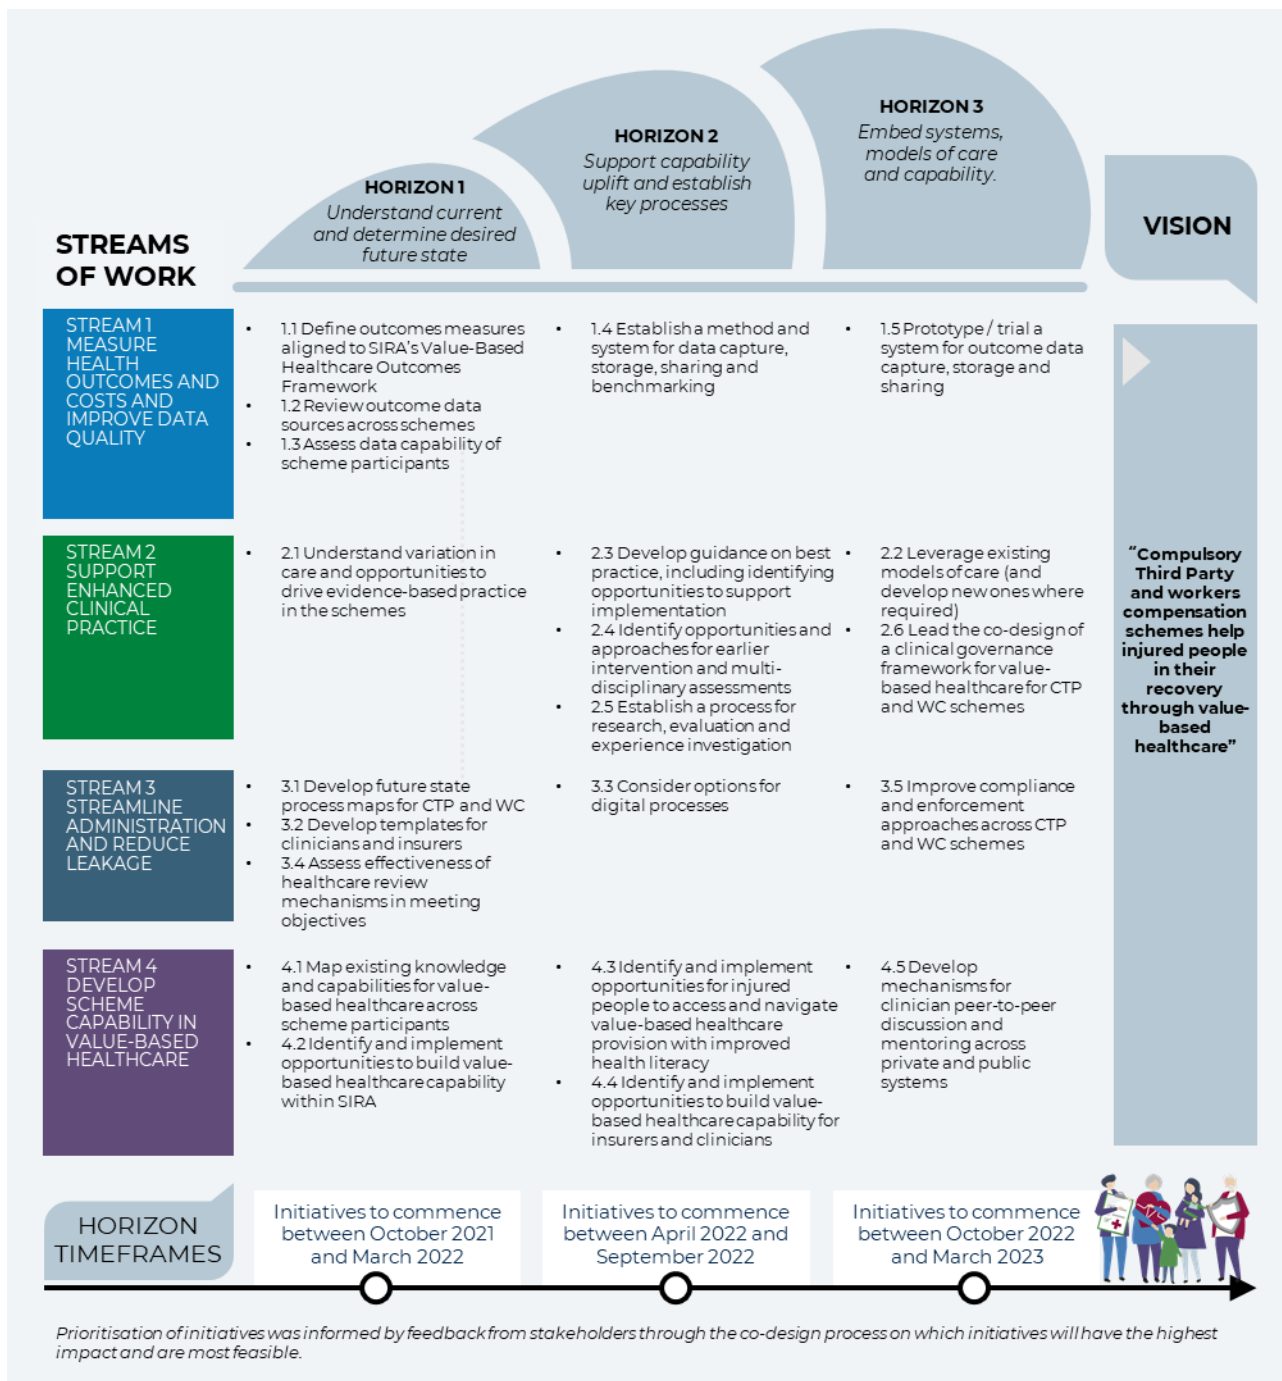 HORIZON 1
Understand current
and determine desired
future state
HORIZON 2
Support capability
uplift and establish
key processes
HORIZON 3
Embed systems,
models of care
and capability.
VISION
STREAMS
OF WORK
STREAM 1
MEASURE
HEALTH
OUTCOMES AND
COSTS AND
IMPROVE DATA
QUALITY
• 1.1 Define outcomes measures
aligned to SIRA's Value-Based
Healthcare Outcomes
Framework
• 1.2 Review outcome data
sources across schemes
• 1.3 Assess data capability of
scheme participants
• 1.4 Establish a method and
system for data capture,
storage, sharing and
benchmarking
• 1.5 Prototype / trial a
system for outcome data
capture, storage and
sharing
STREAM 2
SUPPORT
ENHANCED
CLINICAL
PRACTICE
• 2.1 Understand variation in
care and opportunities to
drive evidence-based practice
in the schemes
• 2.3 Develop guidance on best
practice, including identifying
opportunities to support
implementation
• 2.4 Identify opportunities and
approaches for earlier
intervention and multi-
disciplinary assessments
• 2.5 Establish a process for
research, evaluation and
experience investigation
• 2.2 Leverage existing
models of care (and
develop new ones where
required)
• 2.6 Lead the co-design of
a clinical governance
framework for value-
based healthcare for CTP
and WC schemes
STREAM 3
STREAMLINE
ADMINISTRATION
AND REDUCE
LEAKAGE
• 3.1 Develop future state
process maps for CTP and WC
• 3.2 Develop templates for
clinicians and insurers
• 3.4 Assess effectiveness of
healthcare review
mechanisms in meeting
objectives
• 3.3 Consider options for
digital processes
• 3.5 Improve compliance
and enforcement
approaches across CTP
and WC schemes
STREAM 4
DEVELOP
SCHEME
CAPABILITY IN
VALUE-BASED
HEALTHCARE
• 4.1 Map existing knowledge
and capabilities for value-
based healthcare across
scheme participants
• 4.2 Identify and implement
opportunities to build value-
based healthcare capability
within SIRA
• 4.3 Identify and implement
opportunities for injured
people to access and navigate
value-based healthcare
provision with improved
health literacy
• 4.4 Identify and implement
opportunities to build value-
based healthcare capability for
insurers and clinicians
• 4.5 Develop
mechanisms for
clinician peer-to-peer
discussion and
mentoring across
private and public
systems
“Compulsory
Third Party
and workers
compensation
schemes help
injured people
in their
recovery
through value-
based
healthcare”
HORIZON
TIMEFRAMES
Initiatives to commence
between October 2021
and March 2022
Initiatives to commence
between April 2022 and
September 2022
Initiatives to commence
between October 2022
and March 2023
Prioritisation of initiatives was informed by feedback from stakeholders through the co-design process on which initiatives will have the highest
impact and are most feasible.